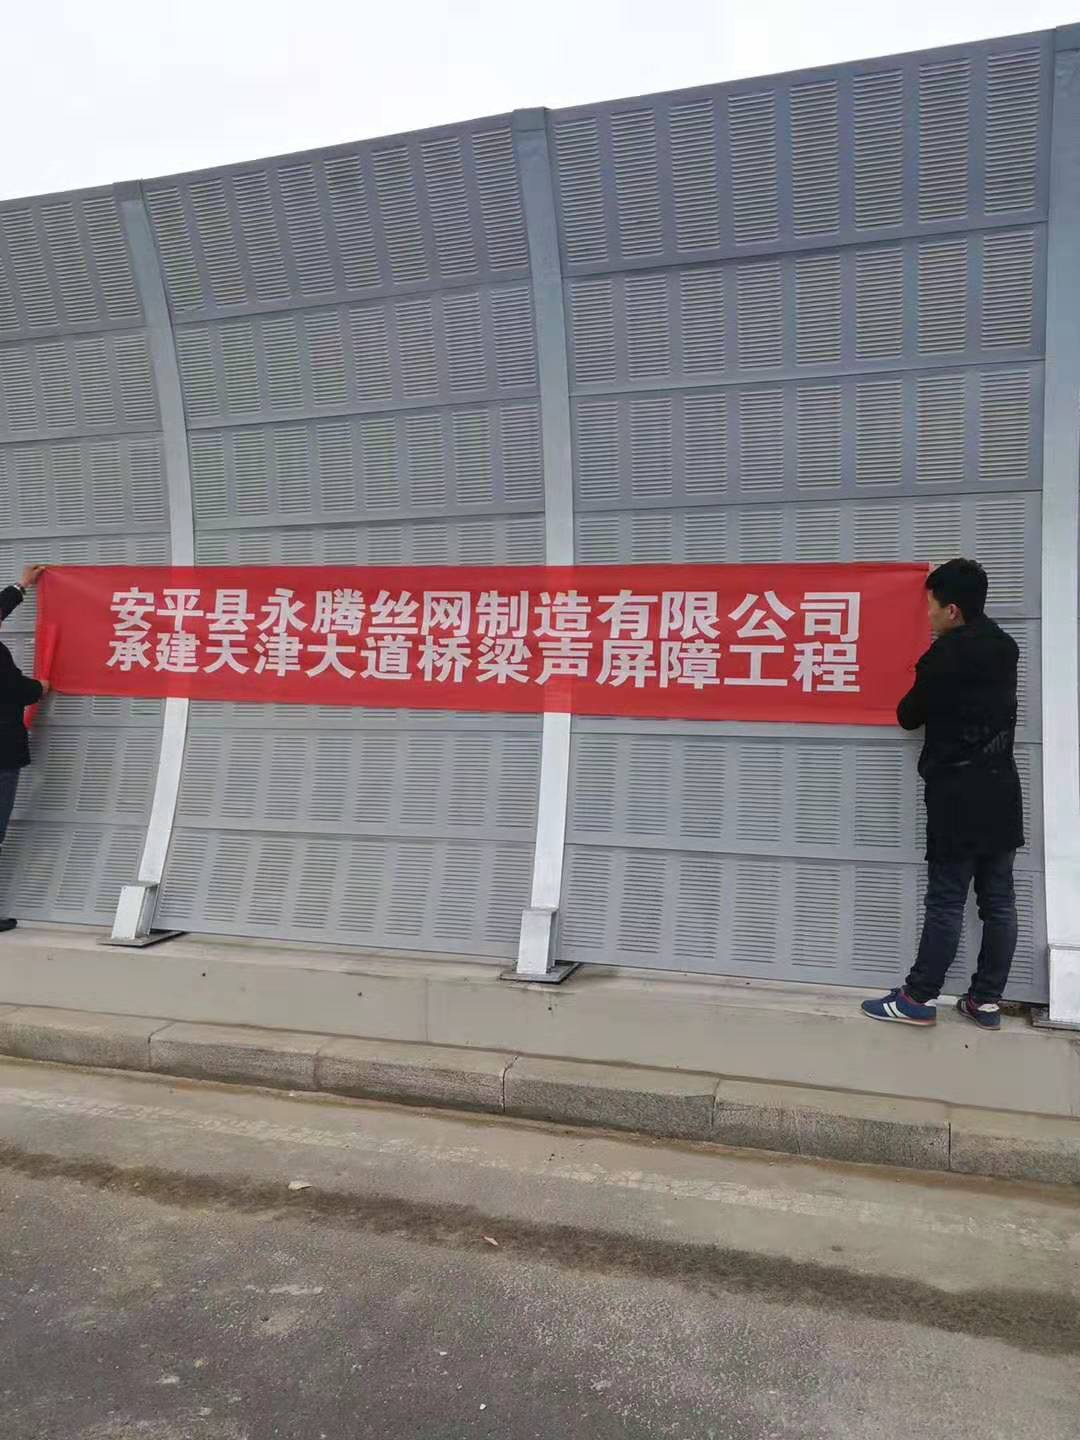 安平县永腾丝网制造有限公司
承建天津大道桥梁声屏障工程